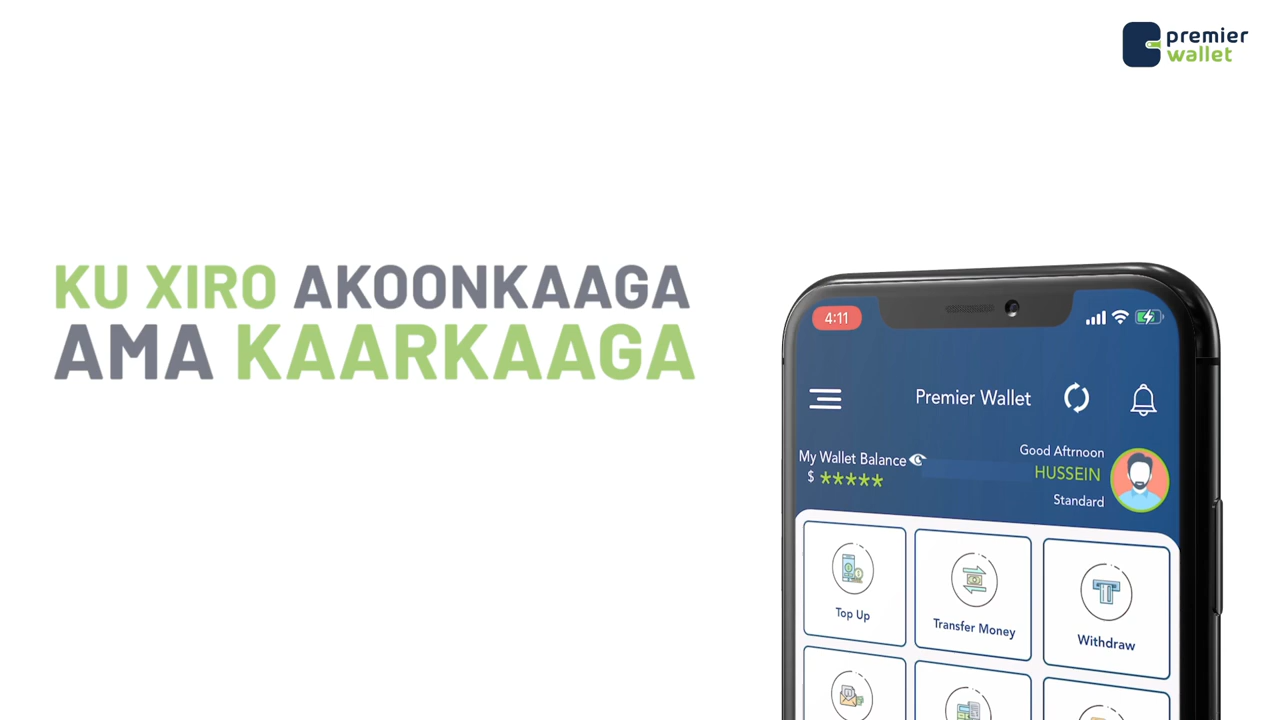 premier
wallet
KU XIRO AKOONKAAGA
AMA KAARKAAGA
4:11
Premier Wallet
My Wallet Balance
$ *****
Good Aftrnoon
HUSSEIN
Standard
Top Up
Transfer Money
Withdraw